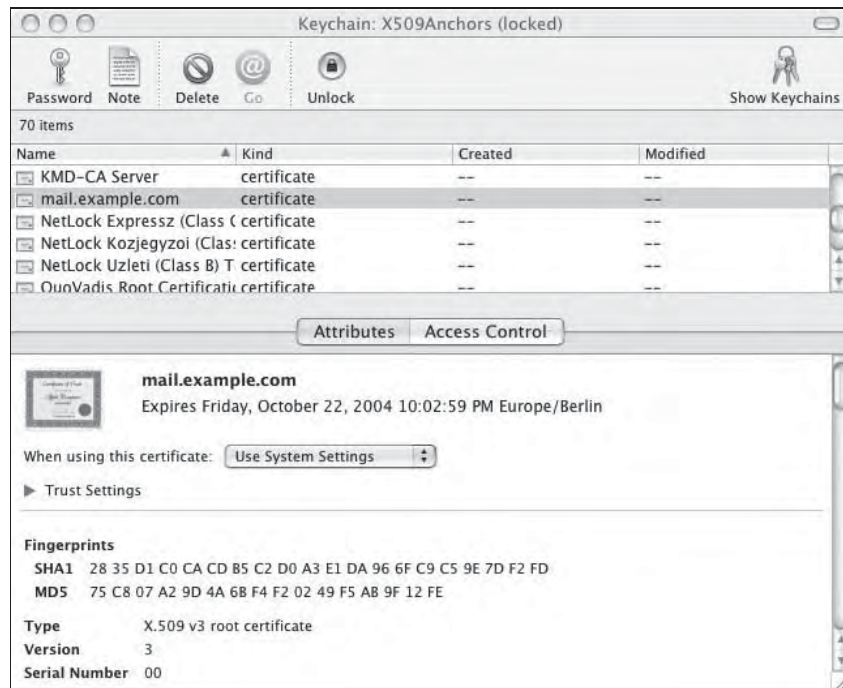 Keychain: X509Anchors (locked)
Password Note Delete Go Unlock Show Keychains
70 items
Name Kind Created Modified
KMD-CA Server certificate -- --
mail.example.com certificate -- --
NetLock Expressz (Class C certificate -- --
NetLock Kozjegyzoi (Clas: certificate -- --
NetLock Uzleti (Class B) T certificate -- --
QuoVadis Root Certificatic certificate -- --
Attributes Access Control
mail.example.com
Expires Friday, October 22, 2004 10:02:59 PM Europe/Berlin
When using this certificate: Use System Settings
Trust Settings
Fingerprints
SHA1 28 35 D1 C0 CA CD B5 C2 D0 A3 E1 DA 96 6F C9 C5 9E 7D F2 FD
MD5 75 C8 07 A2 9D 4A 6B F4 F2 02 49 F5 AB 9F 12 FE
Type X.509 v3 root certificate
Version 3
Serial Number 00